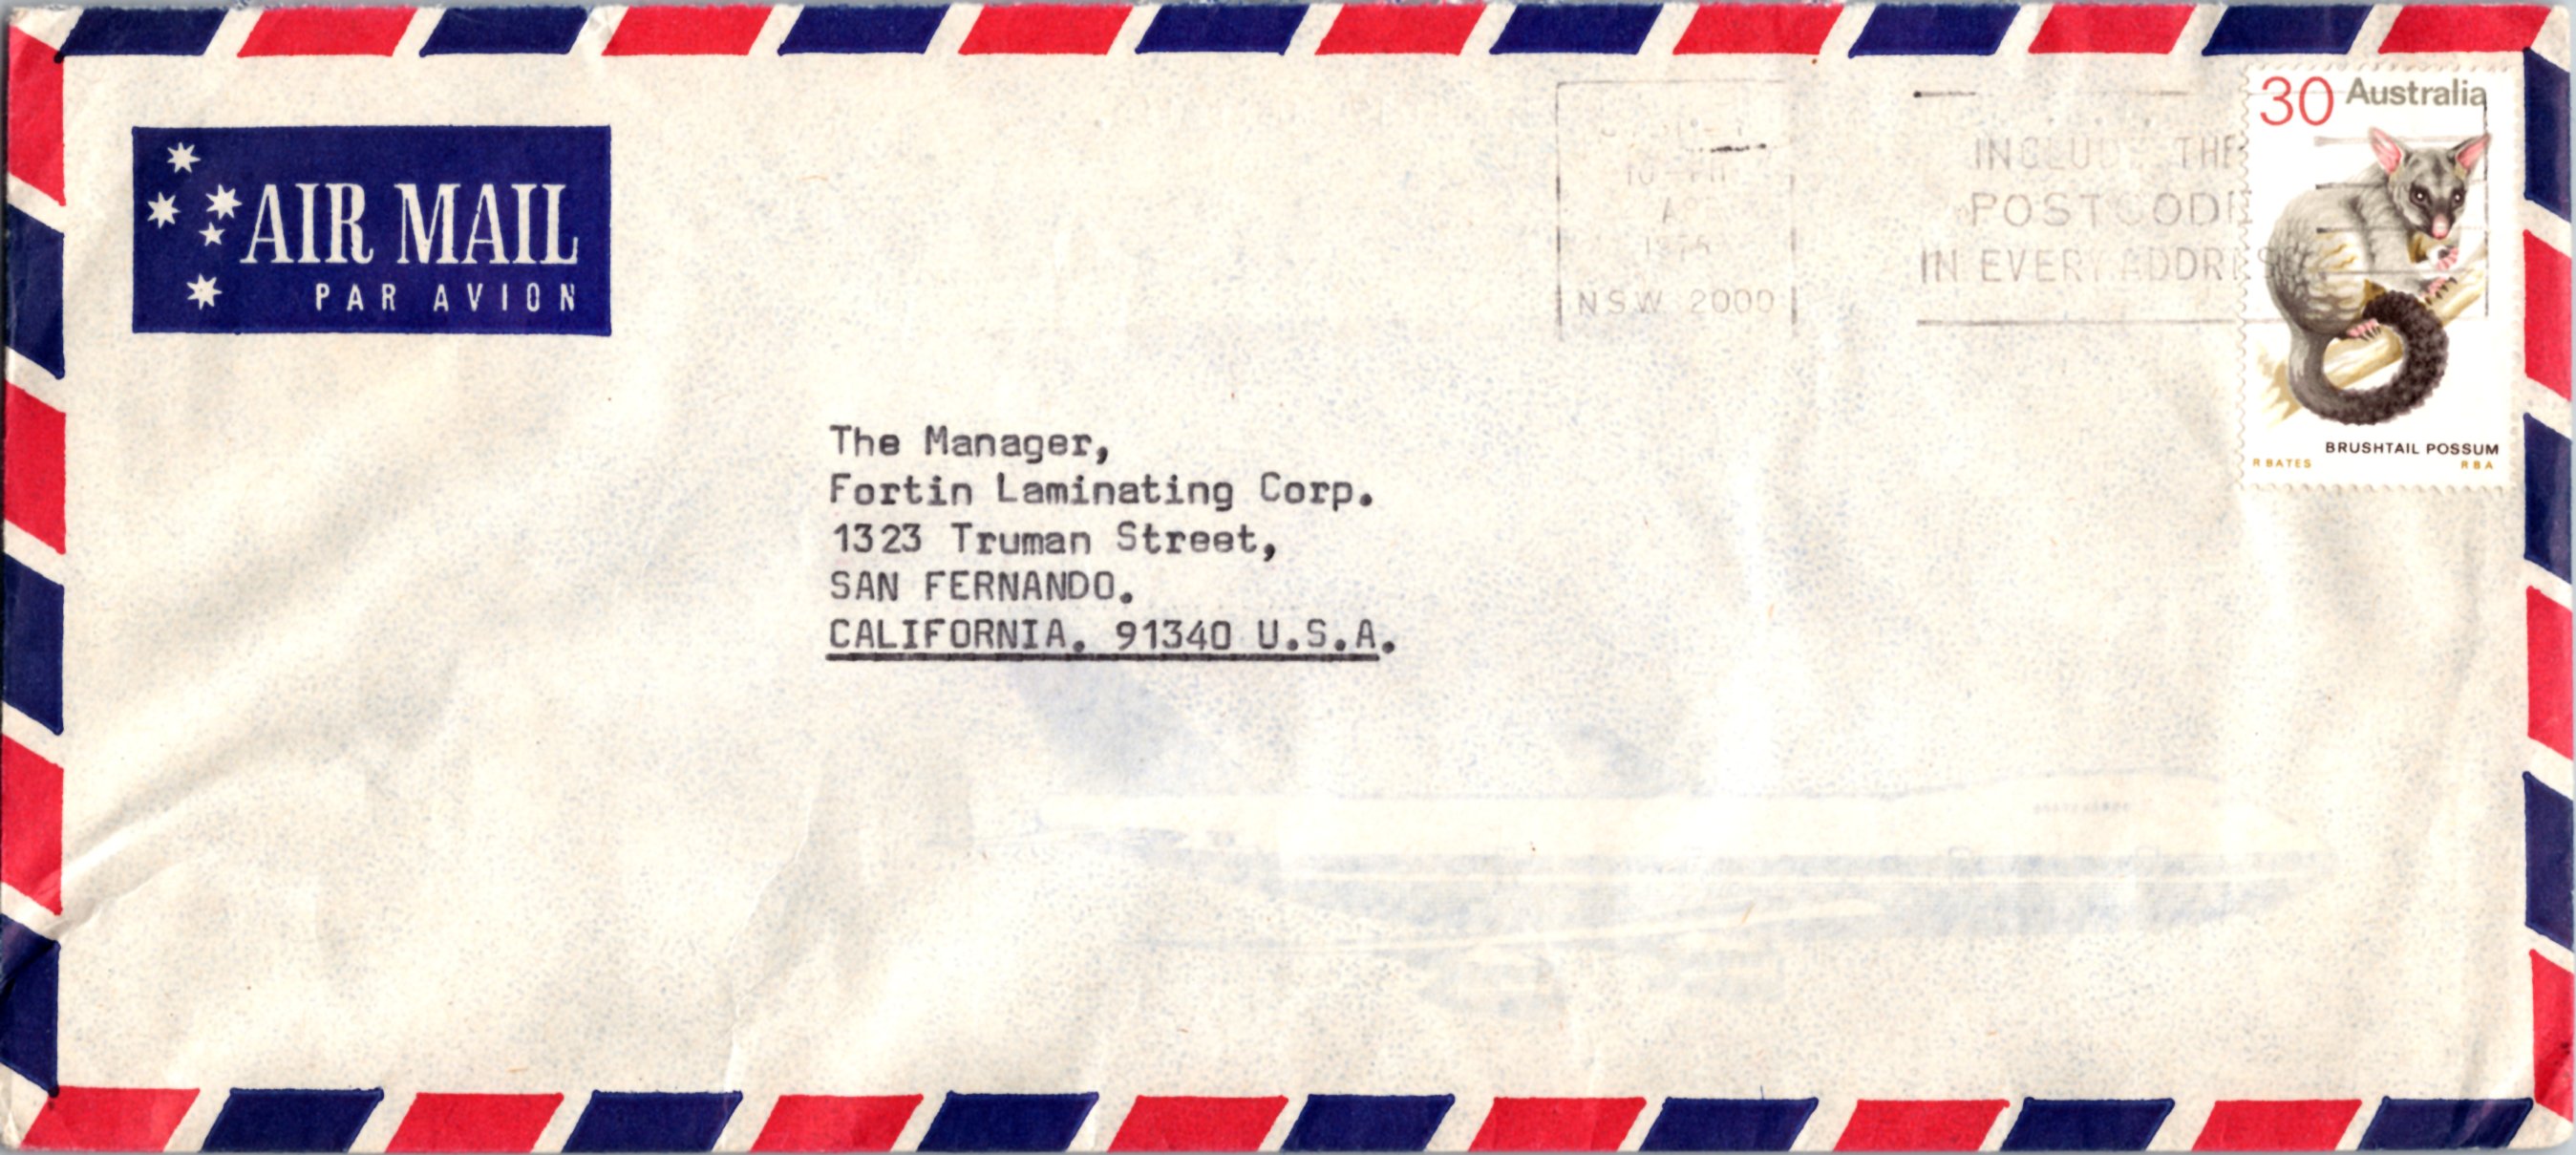 AIR MAIL
PAR AVION
NSW 2000
INCLUDE THE
POSTCODE
IN EVERY ADDRESS
30 Australia
BRUSHTAIL POSSUM
R BATES RBA
The Manager,
Fortin Laminating Corp.
1323 Truman Street,
SAN FERNANDO.
CALIFORNIA. 91340 U.S.A.